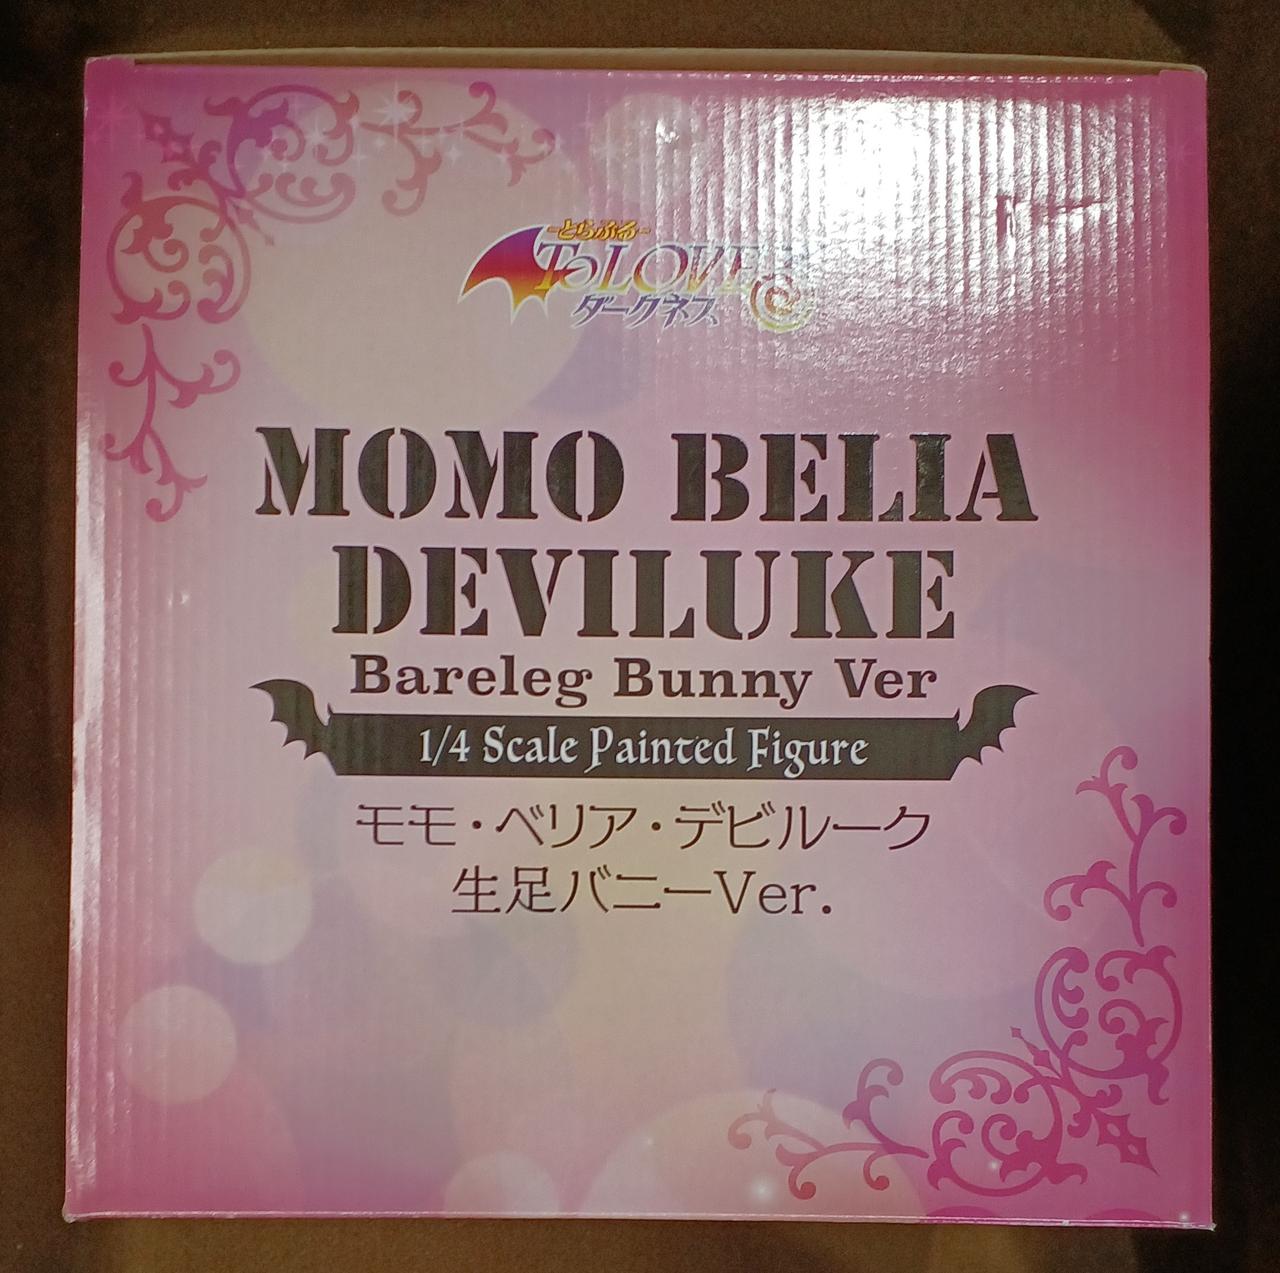 -とらぶる-
ToLOVE
ダークネス
MOMO BELIA
DEVILUKE
Bareleg Bunny Ver
1/4 Scale Painted Figure
モモ・ベリア・デビルーク
生足バニーVer.